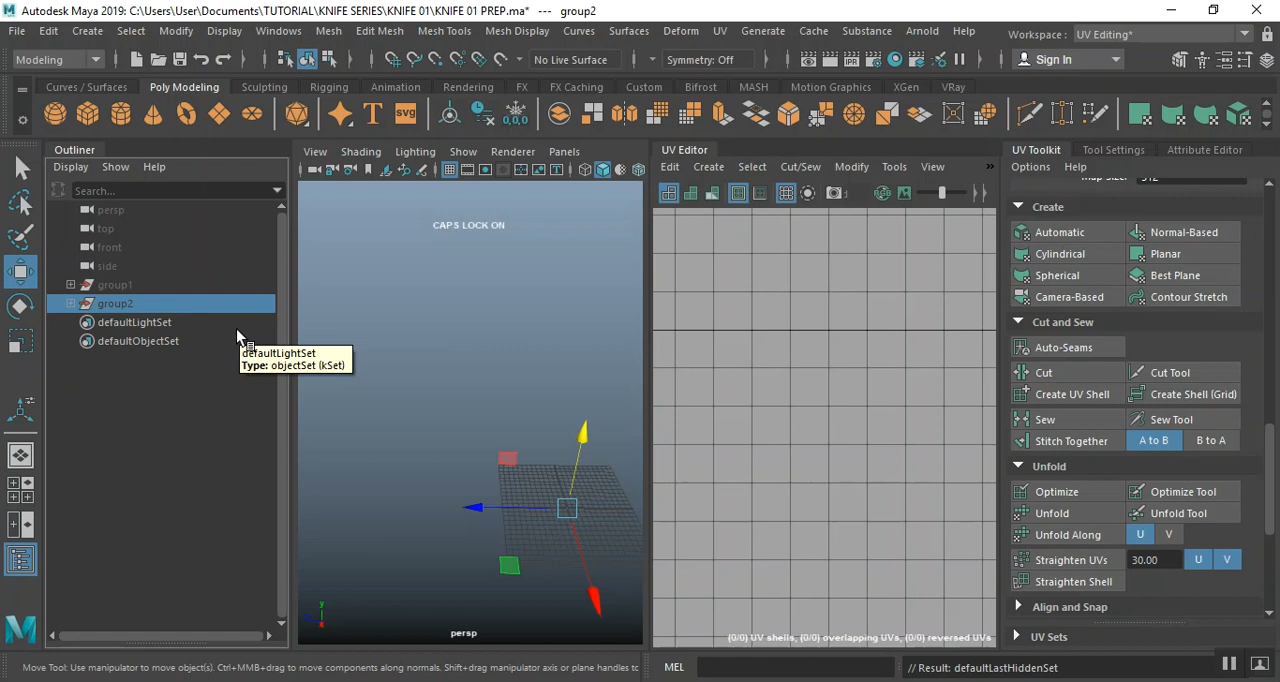 Autodesk Maya 2019: C:\Users\User\Documents\TUTORIAL\KNIFE SERIES\KNIFE 01\KNIFE 01 PREP.ma* --- group2
File Edit Create Select Modify Display Windows Mesh Edit Mesh Mesh Tools Mesh Display Curves Surfaces Deform UV Generate Cache Substance Arnold Help Workspace: UV Editing*
Modeling No Live Surface Symmetry: Off IPR Sign In
Curves / Surfaces Poly Modeling Sculpting Rigging Animation Rendering FX FX Caching Custom Bifrost MASH Motion Graphics XGen VRay
SVG 0,0,0
Outliner
Display Show Help
Search...
persp
top
front
side
group1
group2
defaultLightSet
defaultObjectSet
defaultLightSet
Type: objectSet (kSet)
View Shading Lighting Show Renderer Panels
CAPS LOCK ON
persp
UV Editor
Edit Create Select Cut/Sew Modify Tools View
(0/0) UV shells, (0/0) overlapping UVs, (0/0) reversed UVs
UV Toolkit Tool Settings Attribute Editor
Options Help
Map Size: 512
Create
Automatic Normal-Based
Cylindrical Planar
Spherical Best Plane
Camera-Based Contour Stretch
Cut and Sew
Auto-Seams
Cut Cut Tool
Create UV Shell Create Shell (Grid)
Sew Sew Tool
Stitch Together A to B B to A
Unfold
Optimize Optimize Tool
Unfold Unfold Tool
Unfold Along U V
Straighten UVs 30.00 U V
Straighten Shell
Align and Snap
UV Sets
Move Tool: Use manipulator to move object(s). Ctrl+MMB+drag to move components along normals. Shift+drag manipulator axis or plane handles to
MEL
// Result: defaultLastHiddenSet